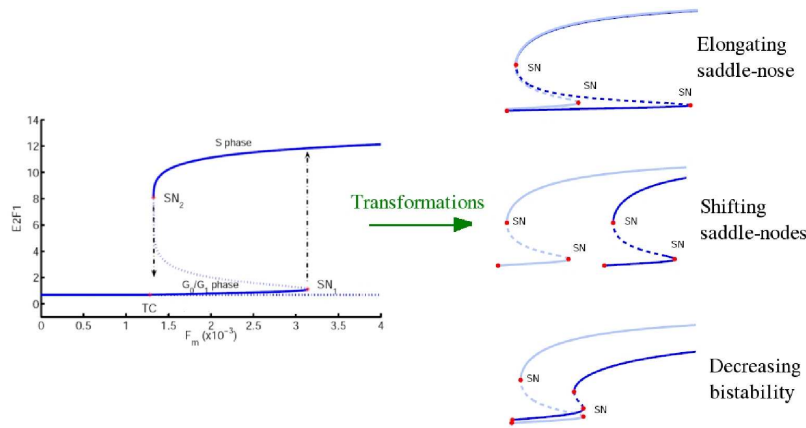 14
12
10
8
6
4
2
0
E2F1
S phase
SN2
G0/G1 phase
SN1
TC
0
0.5
1
1.5
2
2.5
3
3.5
4
Fm (x10−3)
Transformations
SN
SN
SN
Elongating
saddle-nose
SN
SN
SN
SN
Shifting
saddle-nodes
SN
SN
Decreasing
bistability